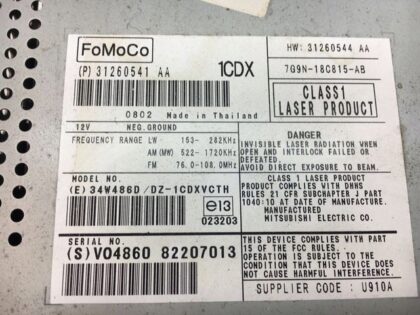 FoMoCo
HW: 31260544 AA
(P) 31260541 AA
1CDX
7G9N-18C815-AB
CLASS1
LASER PRODUCT
0802 Made in Thailand
12V NEG.GROUND
FREQUENCY RANGE LW 153- 282KHz
AM(MW) 522-1720KHz
FM 76.0-108.0MHz
DANGER
INVISIBLE LASER RADIATION WHEN
OPEN AND INTERLOCK FAILED OR
DEFEATED.
AVOID DIRECT EXPOSURE TO BEAM.
MODEL NO.
(E) 34W486D/DZ-1CDXVCTH
e13
023203
CLASS 1 LASER PRODUCT
PRODUCT COMPLIES WITH DHHS
RULES 21 CFR SUBCHAPTER J PART
1040:10 AT DATE OF MANUFACTURE.
MANUFACTURED
MITSUBISHI ELECTRIC CO.
SERIAL NO.
(S) V04860 82207013
THIS DEVICE COMPLIES WITH PART
15 OF THE FCC RULES.
OPERATION IS SUBJECT TO THE
CONDITION THAT THIS DEVICE DOES
NOT CAUSE HARMFUL INTERFERENCE.
SUPPLIER CODE : U910A